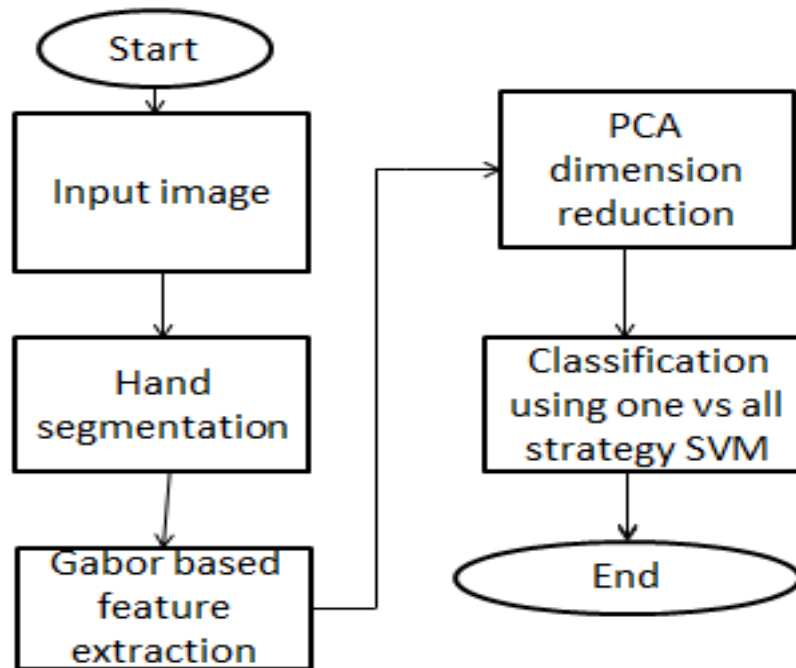 Start
Input image
Hand
segmentation
Gabor based
feature
extraction
PCA
dimension
reduction
Classification
using one vs all
strategy SVM
End